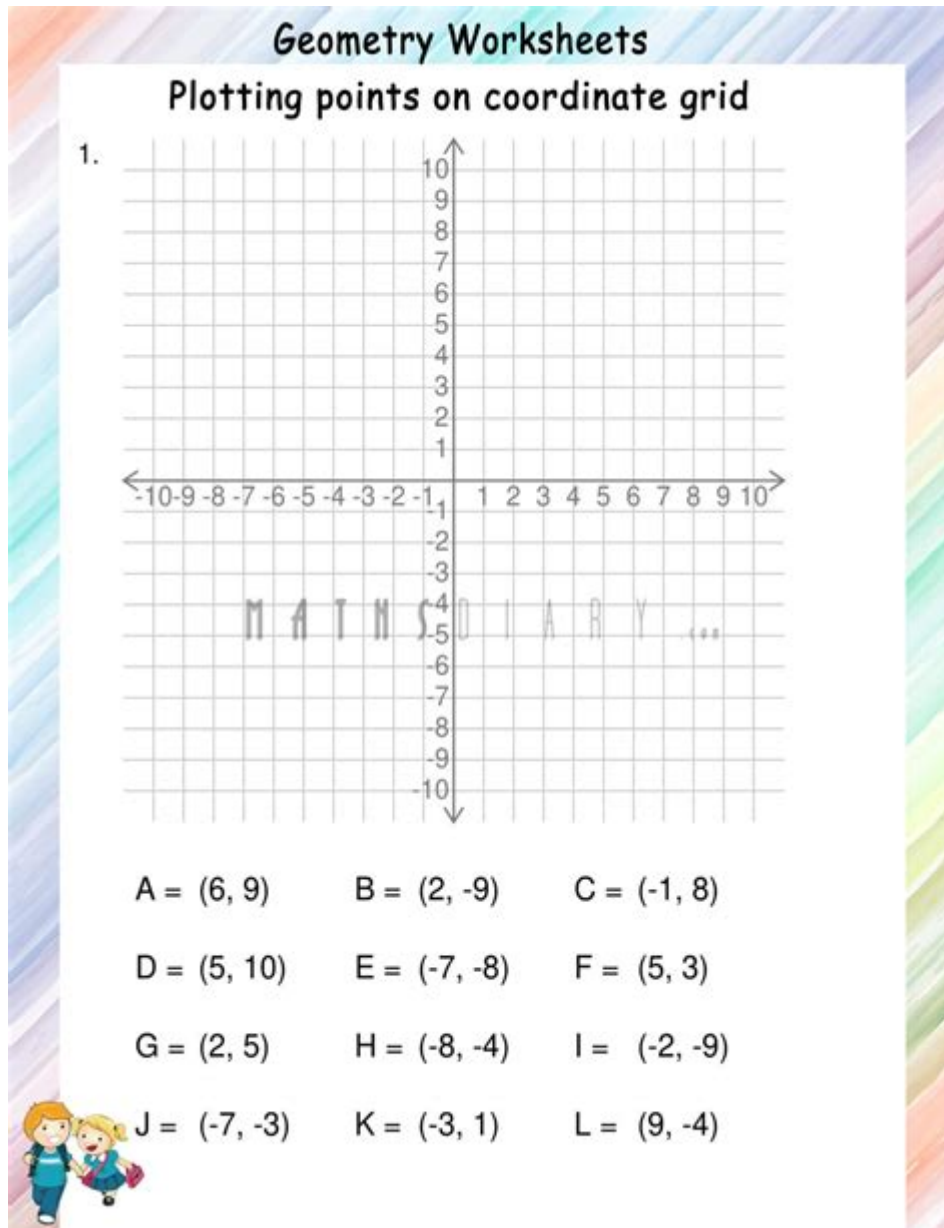 Geometry Worksheets
Plotting points on coordinate grid
1.
10
9
8
7
6
5
4
3
2
1
-10 -9 -8 -7 -6 -5 -4 -3 -2 -1 1 2 3 4 5 6 7 8 9 10
-1
-2
-3
-4
MATHSDIARY.com
-5
-6
-7
-8
-9
-10
A = (6, 9) B = (2, -9) C = (-1, 8)
D = (5, 10) E = (-7, -8) F = (5, 3)
G = (2, 5) H = (-8, -4) I = (-2, -9)
J = (-7, -3) K = (-3, 1) L = (9, -4)